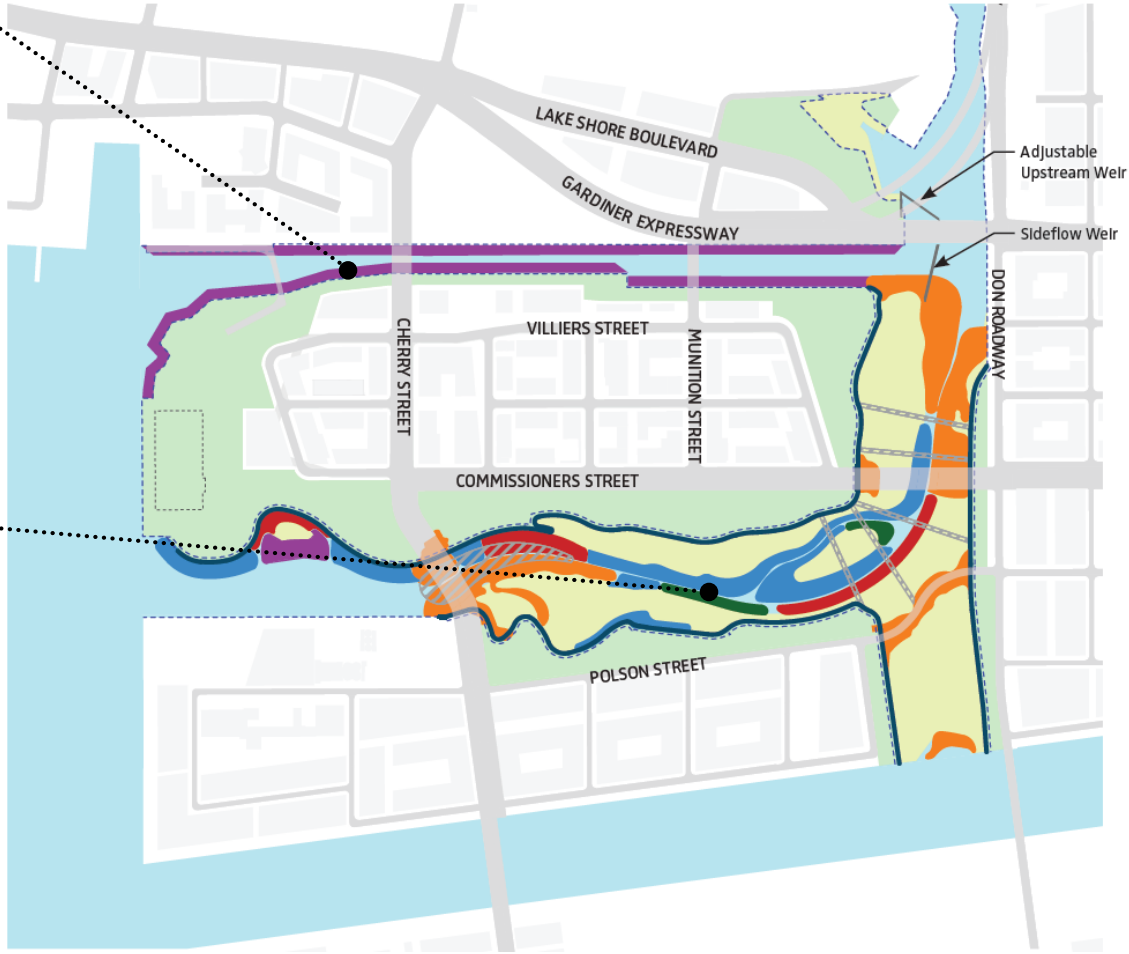 LAKE SHORE BOULEVARD
Adjustable
Upstream Weir
GARDINER EXPRESSWAY
Sideflow Weir
DON ROADWAY
VILLIERS STREET
CHERRY STREET
MUNITION STREET
COMMISSIONERS STREET
POLSON STREET